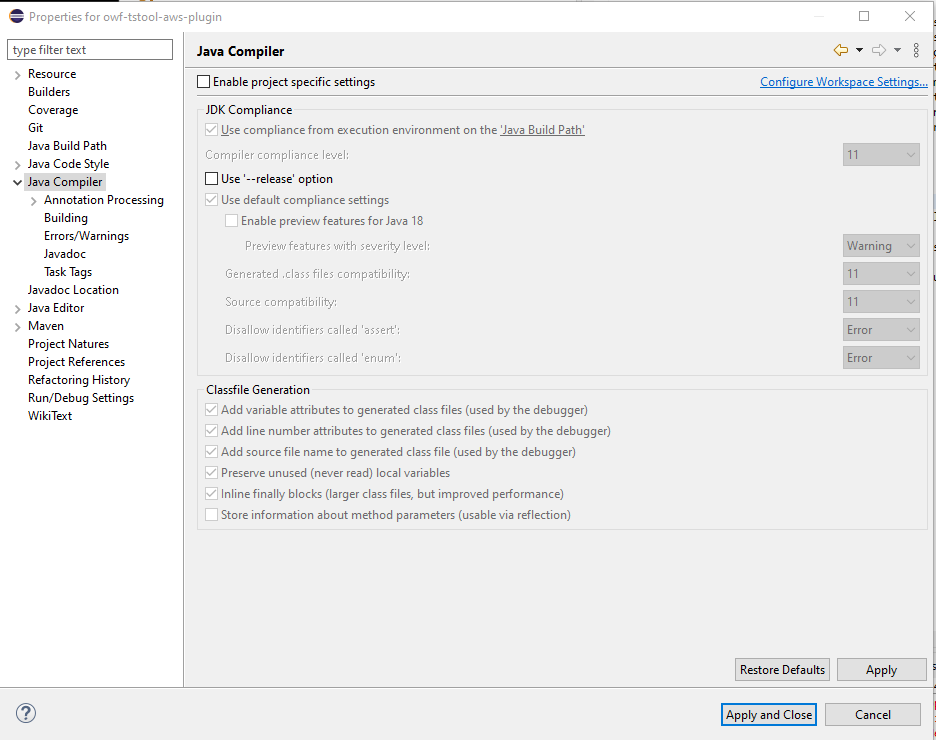 Properties for owf-tstool-aws-plugin
type filter text
Resource
Builders
Coverage
Git
Java Build Path
Java Code Style
Java Compiler
Annotation Processing
Building
Errors/Warnings
Javadoc
Task Tags
Javadoc Location
Java Editor
Maven
Project Natures
Project References
Refactoring History
Run/Debug Settings
WikiText
Java Compiler
Enable project specific settings
Configure Workspace Settings...
JDK Compliance
Use compliance from execution environment on the 'Java Build Path'
Compiler compliance level: 11
Use '--release' option
Use default compliance settings
Enable preview features for Java 18
Preview features with severity level: Warning
Generated .class files compatibility: 11
Source compatibility: 11
Disallow identifiers called 'assert': Error
Disallow identifiers called 'enum': Error
Classfile Generation
Add variable attributes to generated class files (used by the debugger)
Add line number attributes to generated class files (used by the debugger)
Add source file name to generated class file (used by the debugger)
Preserve unused (never read) local variables
Inline finally blocks (larger class files, but improved performance)
Store information about method parameters (usable via reflection)
Restore Defaults Apply
? Apply and Close Cancel